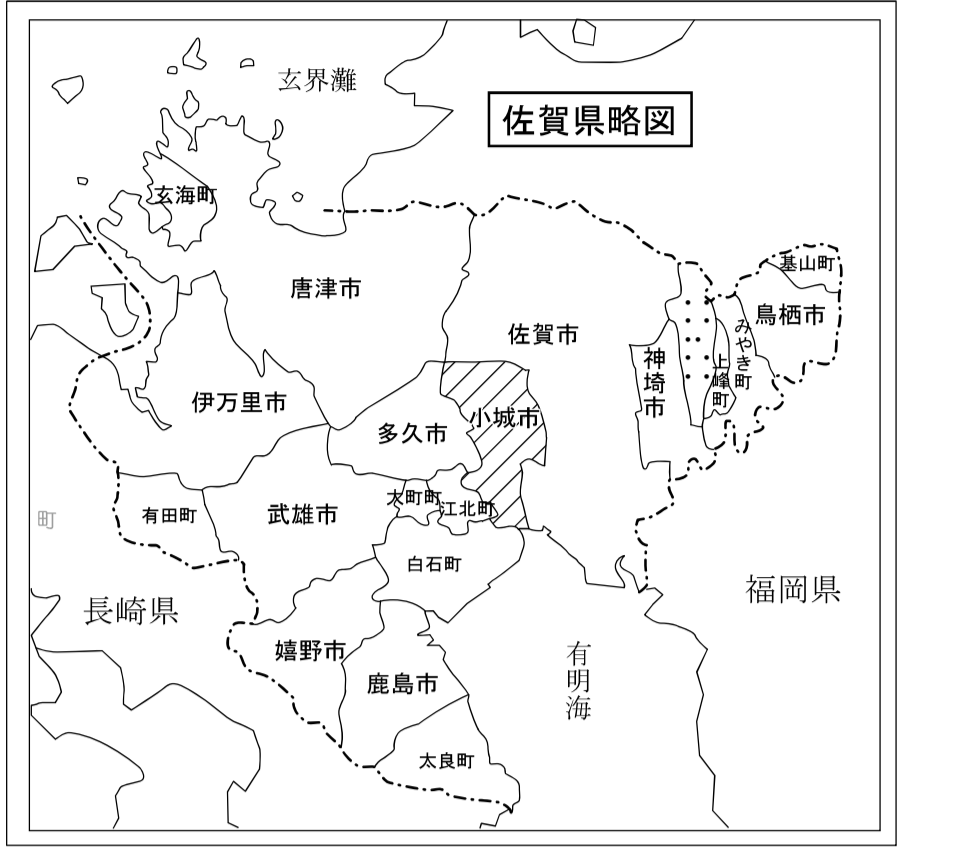 玄界灘
佐賀県略図
玄海町
基山町
唐津市
鳥栖市
佐賀市
みやき町
神埼市
上峰町
伊万里市
小城市
多久市
大町町
江北町
有田町
武雄市
町
白石町
福岡県
長崎県
嬉野市
有明海
鹿島市
太良町